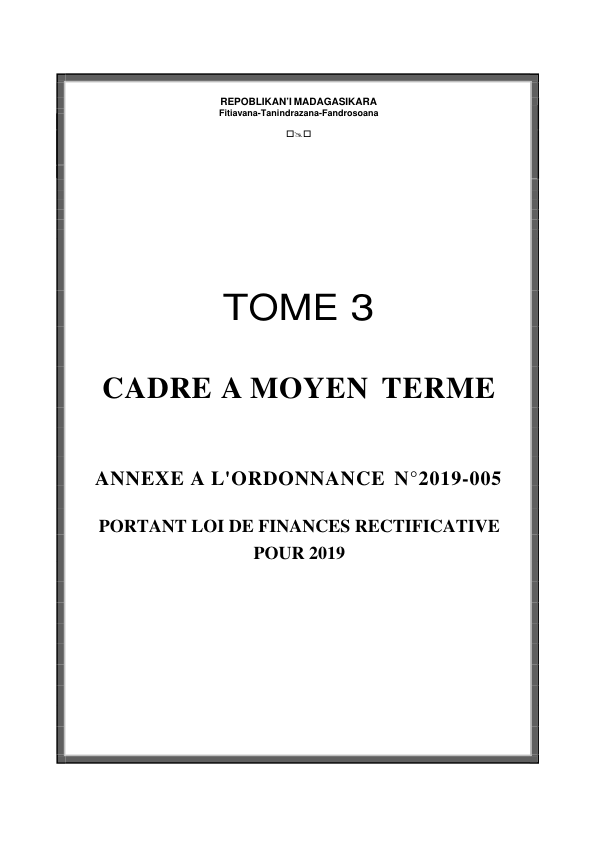 REPOBLIKAN'I MADAGASIKARA
Fitiavana-Tanindrazana-Fandrosoana
TOME 3
CADRE A MOYEN TERME
ANNEXE A L'ORDONNANCE N°2019-005
PORTANT LOI DE FINANCES RECTIFICATIVE
POUR 2019